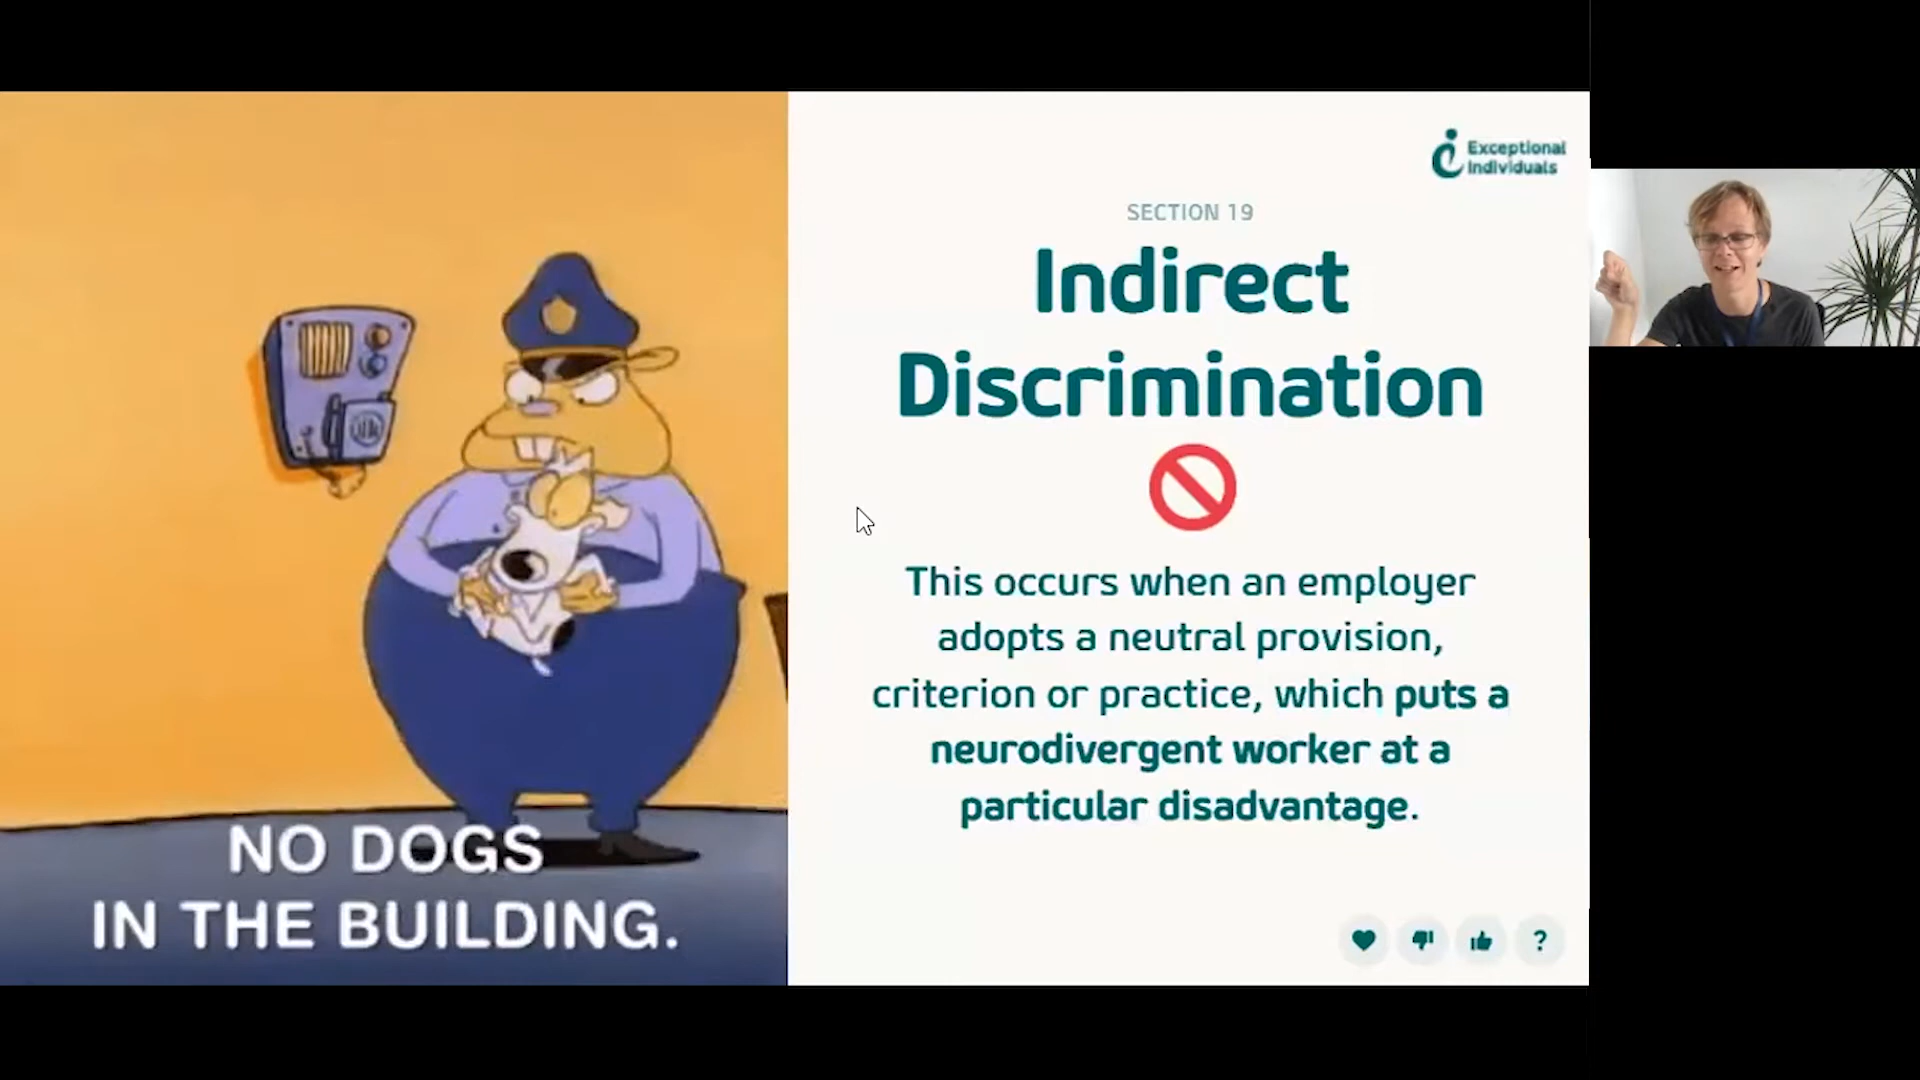 Exceptional
Individuals
SECTION 19
Indirect
Discrimination
This occurs when an employer
adopts a neutral provision,
criterion or practice, which puts a
neurodivergent worker at a
particular disadvantage.
?
NO DOGS
IN THE BUILDING.